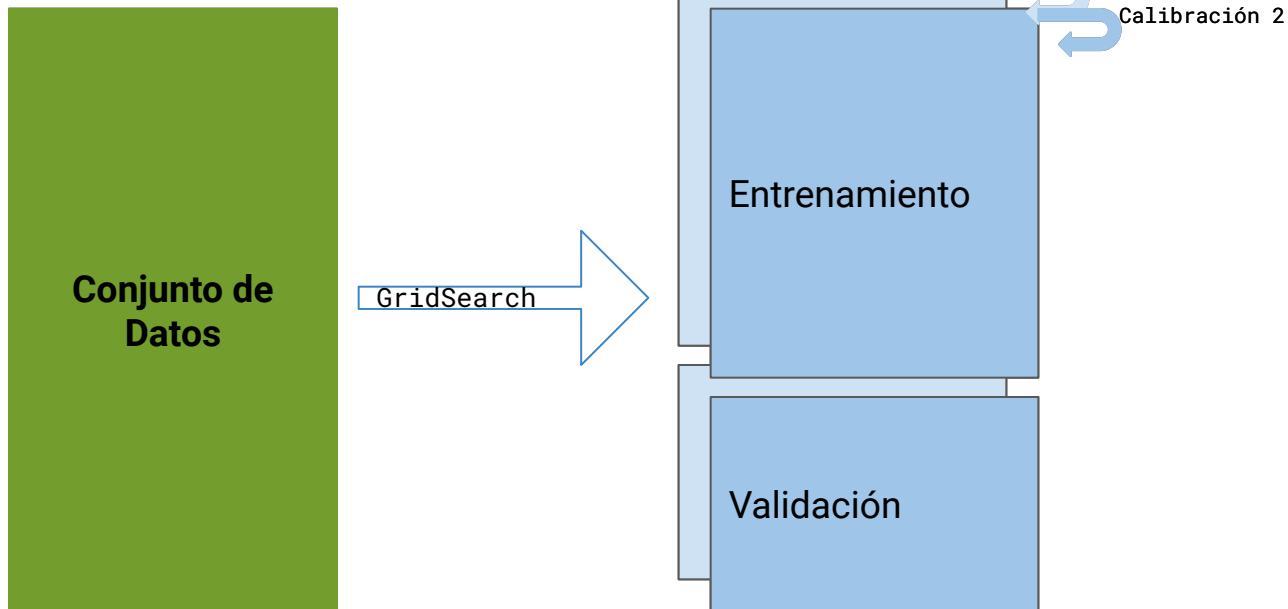 Calibración 2
Entrenamiento
Conjunto de
Datos
GridSearch
Validación